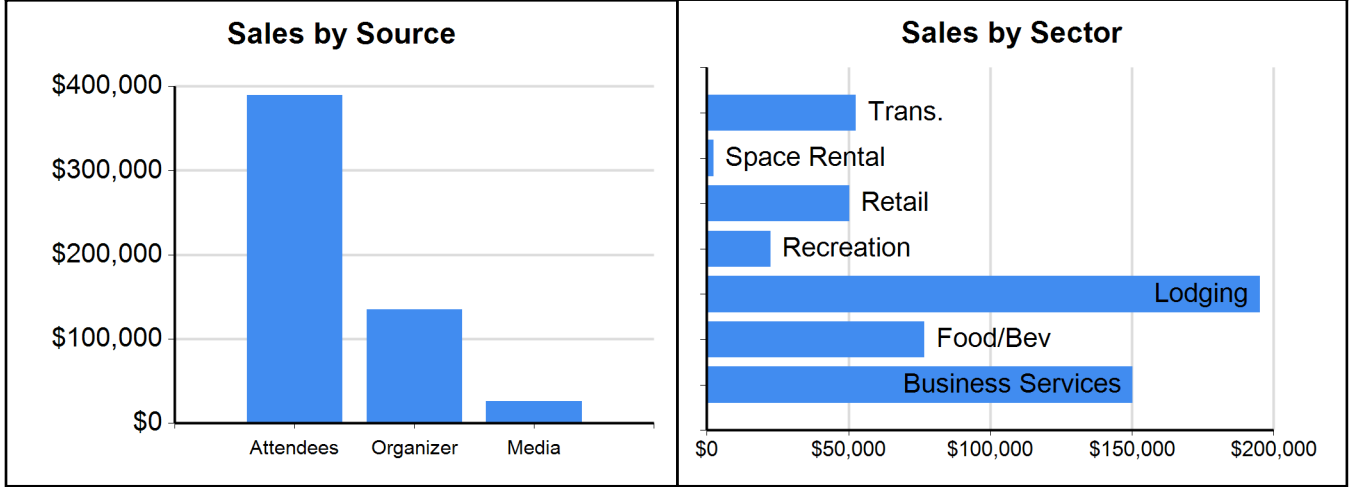 Sales by Source
$400,000
$300,000
$200,000
$100,000
$0
Attendees Organizer Media
Sales by Sector
Trans.
Space Rental
Retail
Recreation
Lodging
Food/Bev
Business Services
$0 $50,000 $100,000 $150,000 $200,000